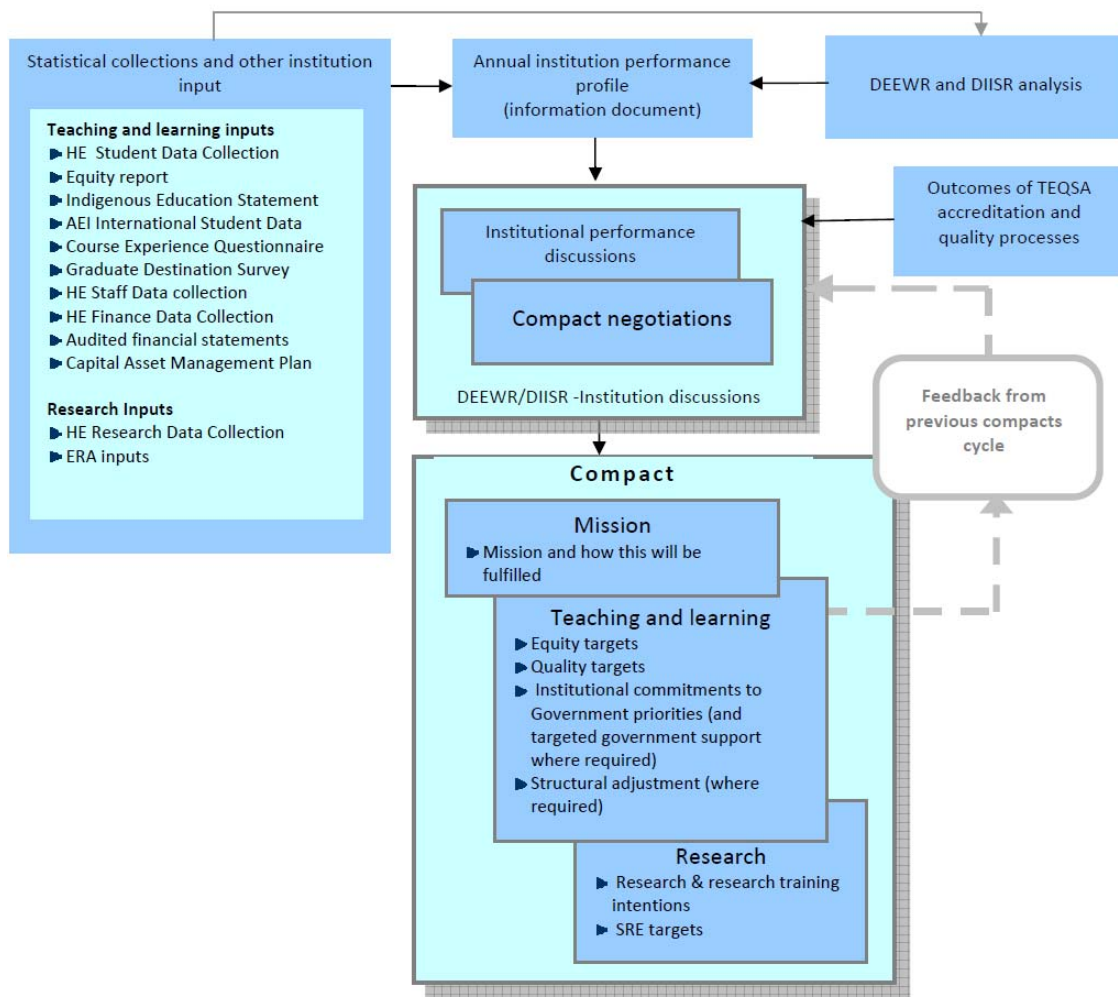 Statistical collections and other institution
input
Teaching and learning inputs
HE Student Data Collection
Equity report
Indigenous Education Statement
AEI International Student Data
Course Experience Questionnaire
Graduate Destination Survey
HE Staff Data collection
HE Finance Data Collection
Audited financial statements
Capital Asset Management Plan
Research Inputs
HE Research Data Collection
ERA inputs
Annual institution performance
profile
(information document)
DEEWR and DIISR analysis
Outcomes of TEQSA
accreditation and
quality processes
Institutional performance
discussions
Compact negotiations
DEEWR/DIISR -Institution discussions
Feedback from
previous compacts
cycle
Compact
Mission
Mission and how this will be
fulfilled
Teaching and learning
Equity targets
Quality targets
Institutional commitments to
Government priorities (and
targeted government support
where required)
Structural adjustment (where
required)
Research
Research & research training
intentions
SRE targets